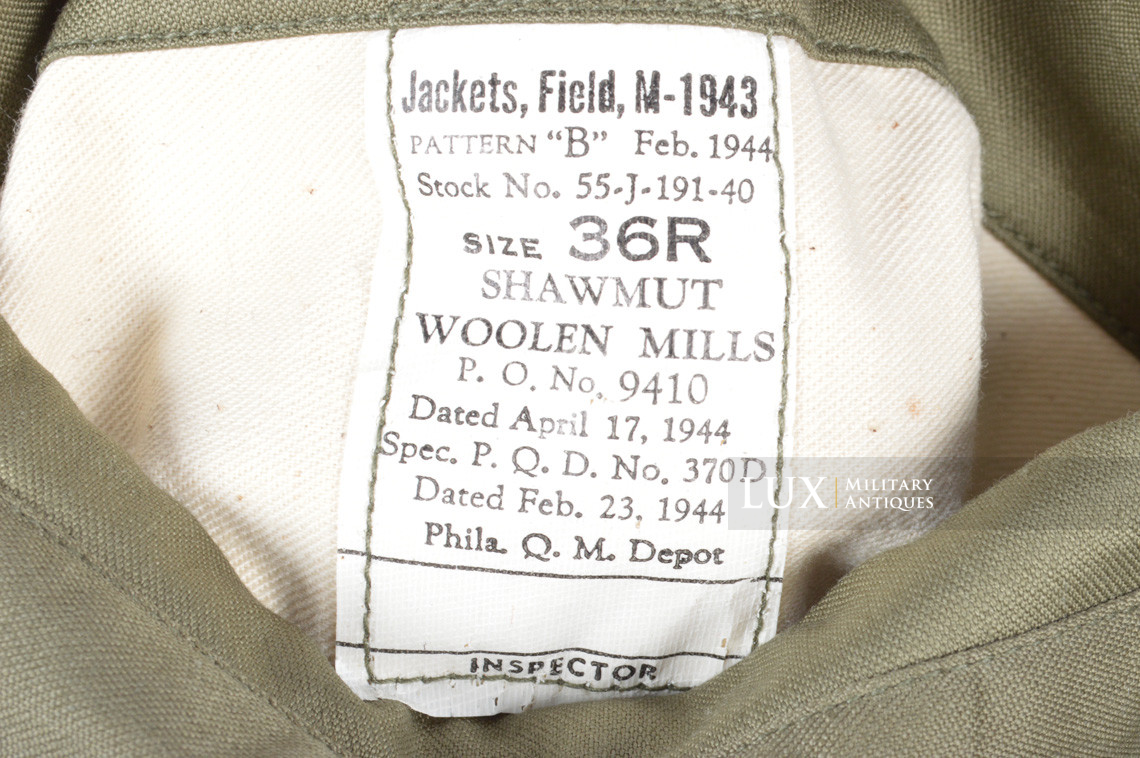 Jackets, Field, M-1943
PATTERN "B" Feb. 1944
Stock No. 55-J-191-40
SIZE 36R
SHAWMUT
WOOLEN MILLS
P. O. No. 9410
Dated April 17, 1944
Spec. P. Q. D. No. 370D
Dated Feb. 23, 1944
Phila. Q. M. Depot
INSPECTOR
LUX MILITARY
ANTIQUES